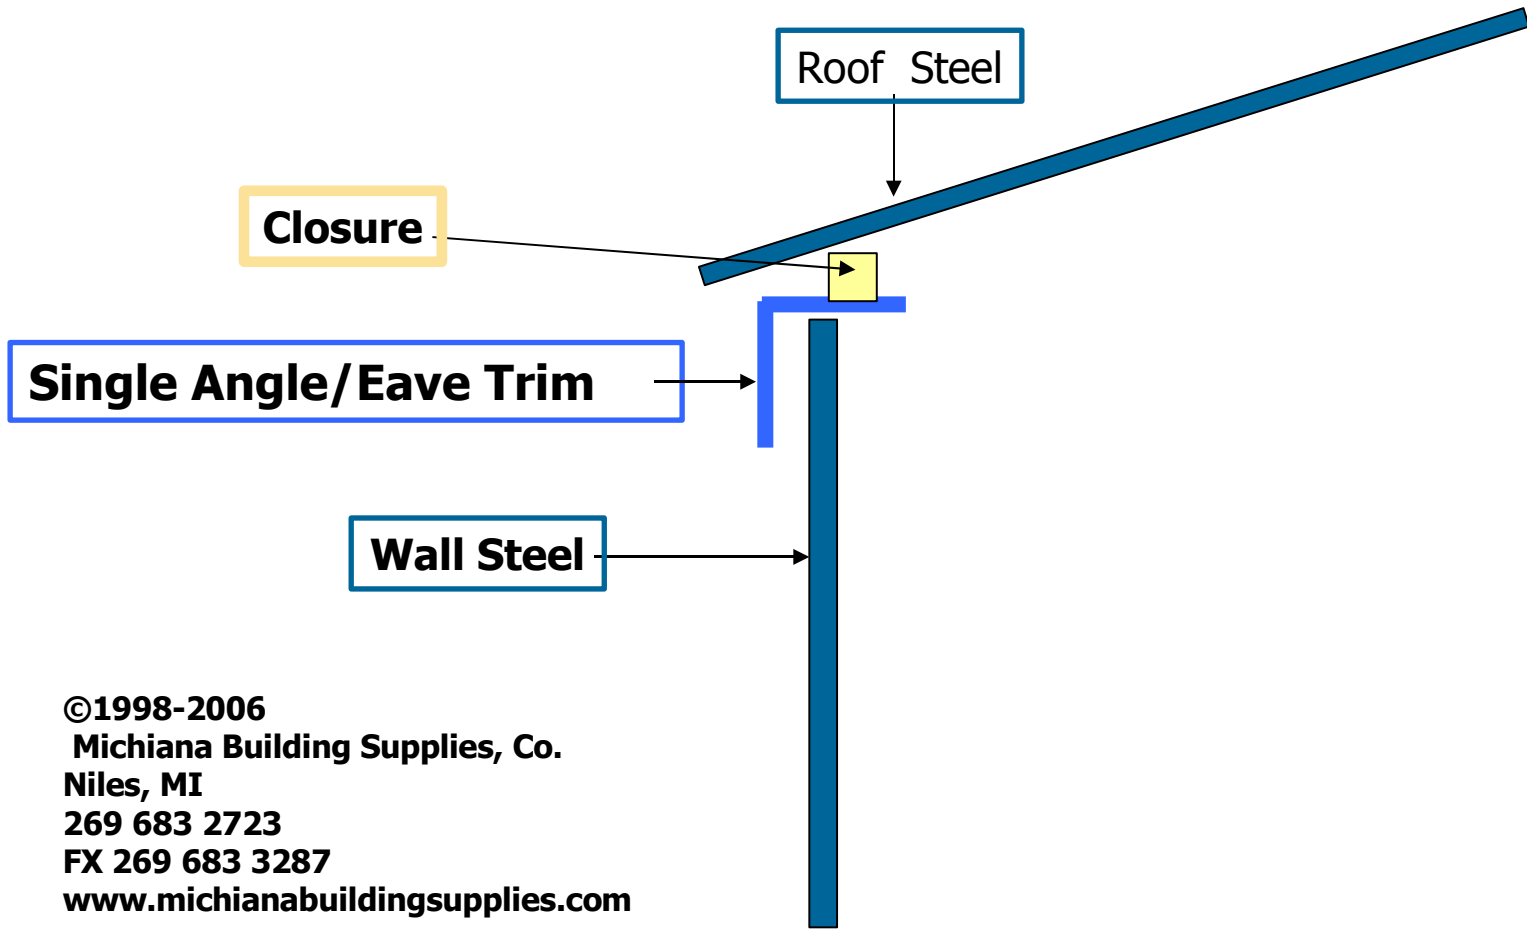 Roof Steel
Closure
Single Angle/Eave Trim
Wall Steel
©1998-2006
Michiana Building Supplies, Co.
Niles, MI
269 683 2723
FX 269 683 3287
www.michianabuildingsupplies.com